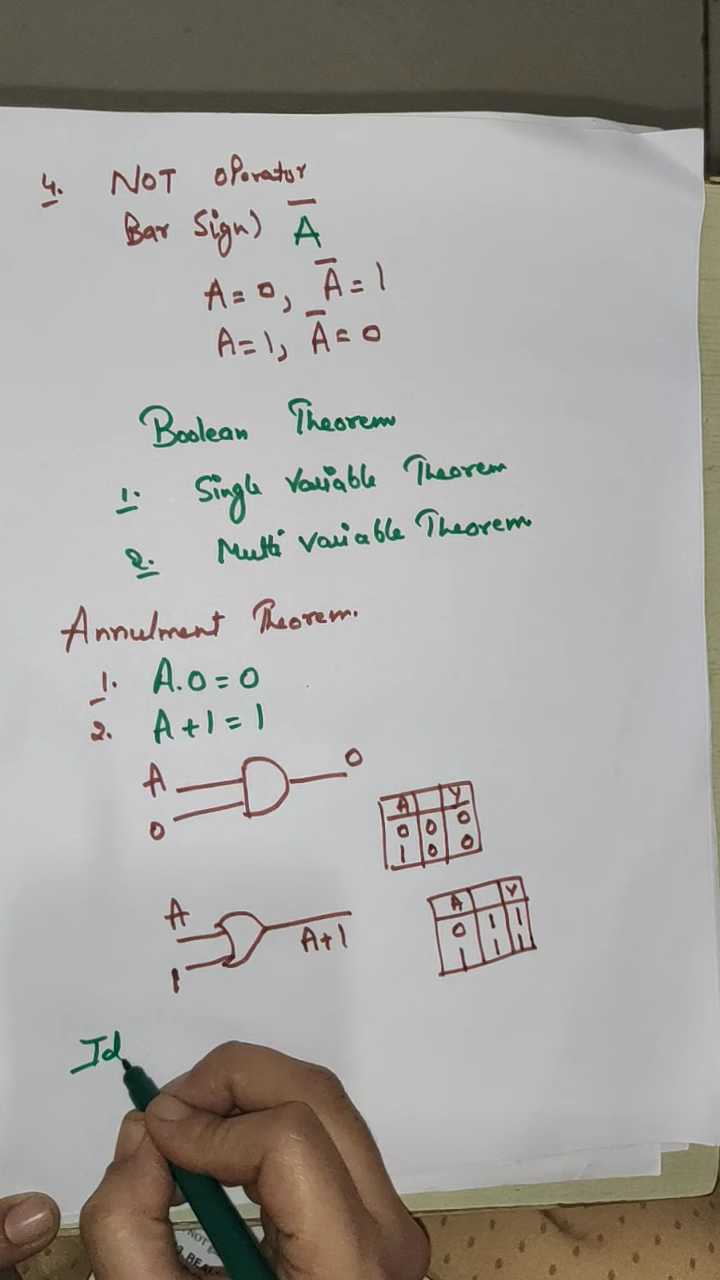 4. NOT operator
Bar Sign) A̅
A=0, A̅=1
A=1, A̅=0
Boolean Theorem
1. Single Variable Theorem
2. Multi Variable Theorem
Annulment Theorem.
1. A.0=0
2. A+1=1
A
0
0
A Y
0 0 0
1 0 0
A
1
A+1
A Y
0 1 1
1 1 1
Id
NOT
REAL